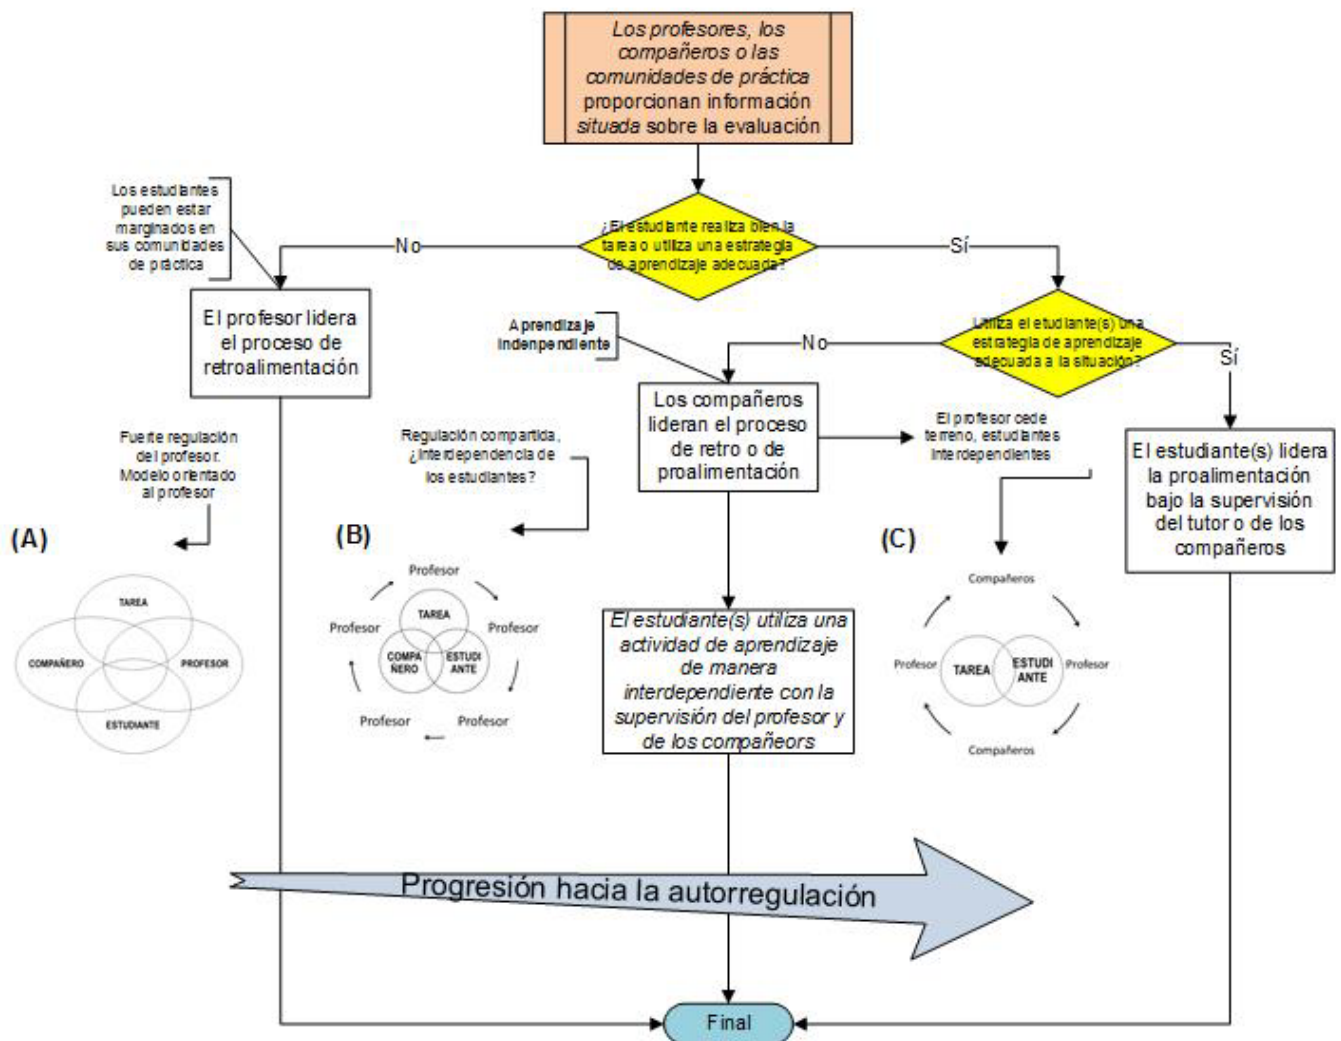 Los profesores, los
compañeros o las
comunidades de práctica
proporcionan información
situada sobre la evaluación
Los estudiantes
pueden estar
marginados en
sus comunidades
de práctica
¿El estudiante realiza bien la
tarea o utiliza una estrategia
de aprendizaje adecuada?
No
Sí
El profesor lidera
el proceso de
retroalimentación
Aprendizaje
indenpendiente
Utiliza el etudiante(s) una
estrategia de aprendizaje
adecuada a la situación?
No
Sí
Los compañeros
lideran el proceso
de retro o de
proalimentación
El profesor cede
terreno, estudiantes
interdependientes
El estudiante(s) lidera
la proalimentación
bajo la supervisión
del tutor o de los
compañeros
Fuerte regulación
del profesor.
Modelo orientado
al profesor
Regulación compartida,
¿interdependencia de
los estudiantes?
(A)
TAREA
COMPAÑERO
PROFESOR
ESTUDIANTE
(B)
Profesor
Profesor
Profesor
TAREA
COMPA
ÑERO
ESTUDI
ANTE
Profesor
Profesor
El estudiante(s) utiliza una
actividad de aprendizaje
de manera
interdependiente con la
supervisión del profesor y
de los compañeors
(C)
Compañeros
Profesor
TAREA
ESTUDI
ANTE
Profesor
Compañeros
Progresión hacia la autorregulación
Final